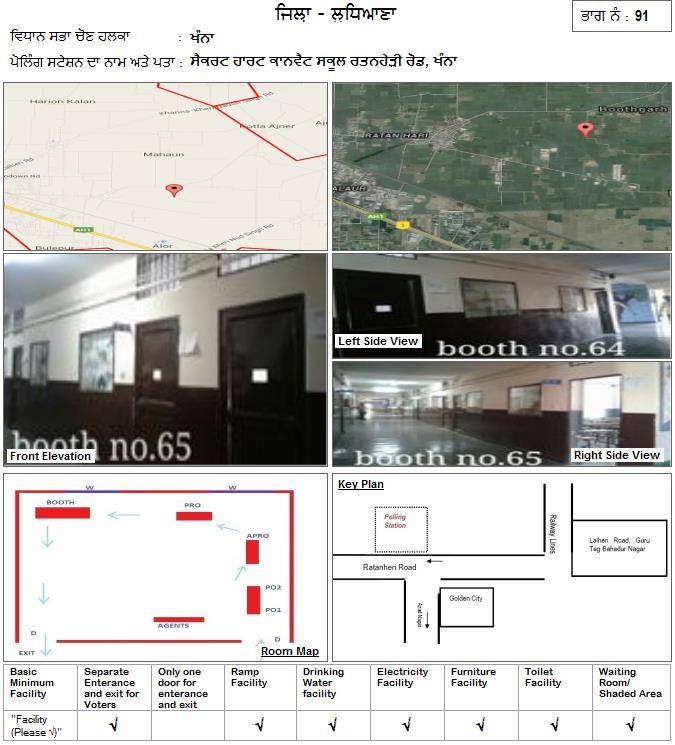 ਜਿਲਾ - ਲੁਧਿਆਣਾ
ਭਾਗ ਨੰ : 91
ਵਿਧਾਨ ਸਭਾ ਚੋਣ ਹਲਕਾ : ਖੰਨਾ
ਪੋਲਿੰਗ ਸਟੇਸ਼ਨ ਦਾ ਨਾਮ ਅਤੇ ਪਤਾ : ਸੈਕਰਟ ਹਾਰਟ ਕਾਨਵੈਟ ਸਕੂਲ ਰਤਨਹੇੜੀ ਰੋਡ, ਖੰਨਾ
Harion Kalan
Kotla Ajner
Mahaun
AH1
Bulepur
Alor
Boothgarh
RATAN HARI
AH1
1
booth no.65
Front Elevation
Left Side View
booth no.64
booth no.65
Right Side View
W
W
BOOTH
PRO
APRO
PO2
PO1
AGENTS
D
D
EXIT
Room Map
Key Plan
Polling
Station
Railway Lines
Lalheri Road, Guru
Teg Bahadur Nagar
Ratanheri Road
Golden City
Azad Nagar
Basic Minimum Facility
Separate Enterance and exit for Voters
Only one door for enterance and exit
Ramp Facility
Drinking Water facility
Electricity Facility
Furniture Facility
Toilet Facility
Waiting Room/ Shaded Area
"Facility (Please √)"
√ √ √ √ √ √ √